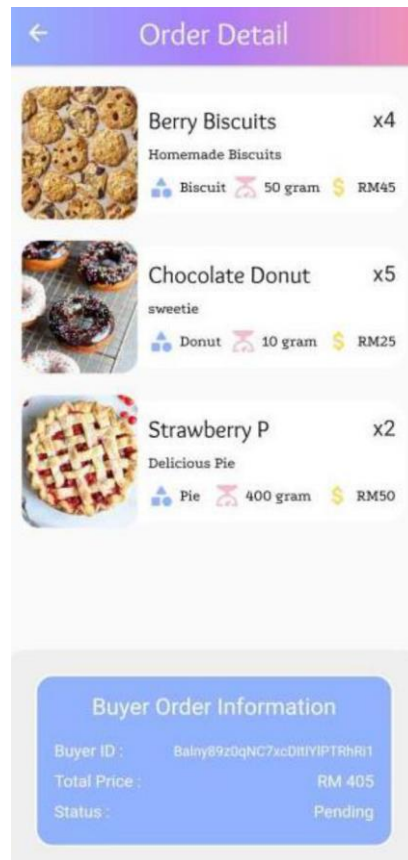 Order Detail
Berry Biscuits x4
Homemade Biscuits
Biscuit 50 gram $ RM45
Chocolate Donut x5
sweetie
Donut 10 gram $ RM25
Strawberry P x2
Delicious Pie
Pie 400 gram $ RM50
Buyer Order Information
Buyer ID :
Total Price : RM 405
Status : Pending